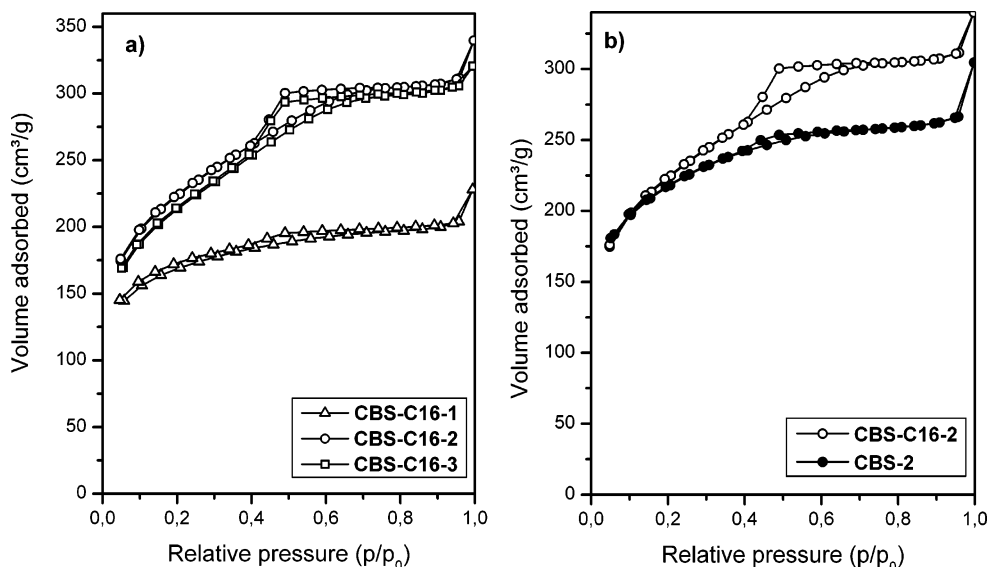 a)
350
300
250
200
150
100
50
0
Volume adsorbed (cm³/g)
CBS-C16-1
CBS-C16-2
CBS-C16-3
0,0 0,2 0,4 0,6 0,8 1,0
Relative pressure (p/p₀)
b)
300
250
200
150
100
50
0
Volume adsorbed (cm³/g)
CBS-C16-2
CBS-2
0,0 0,2 0,4 0,6 0,8 1,0
Relative pressure (p/p₀)